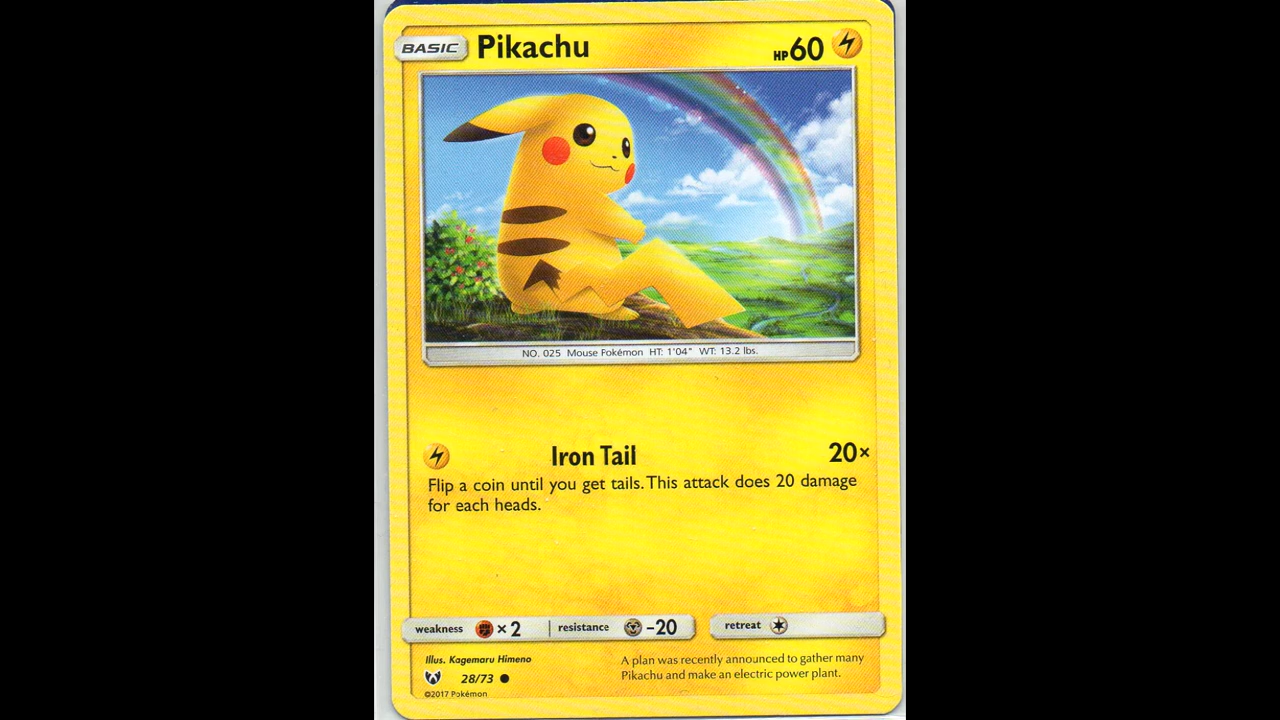 BASIC Pikachu HP60
NO. 025 Mouse Pokémon HT: 1'04" WT: 13.2 lbs.
Iron Tail 20×
Flip a coin until you get tails. This attack does 20 damage
for each heads.
weakness × 2 resistance -20 retreat
Illus. Kagemaru Himeno
28/73
©2017 Pokémon
A plan was recently announced to gather many
Pikachu and make an electric power plant.